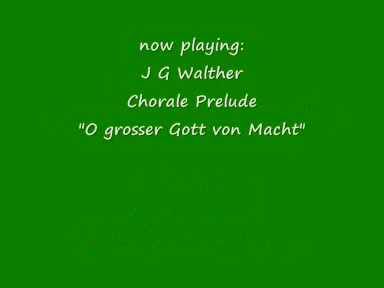 now playing:
J G Walther
Chorale Prelude
"O grosser Gott von Macht"